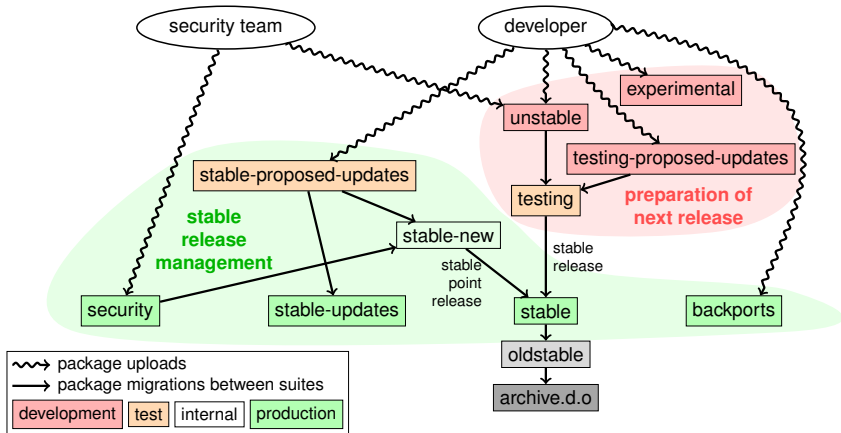 security team
developer
experimental
unstable
testing-proposed-updates
stable-proposed-updates
testing
preparation of
next release
stable
release
management
stable-new
stable
release
stable
point
release
security
stable-updates
stable
backports
oldstable
archive.d.o
package uploads
package migrations between suites
development
test
internal
production